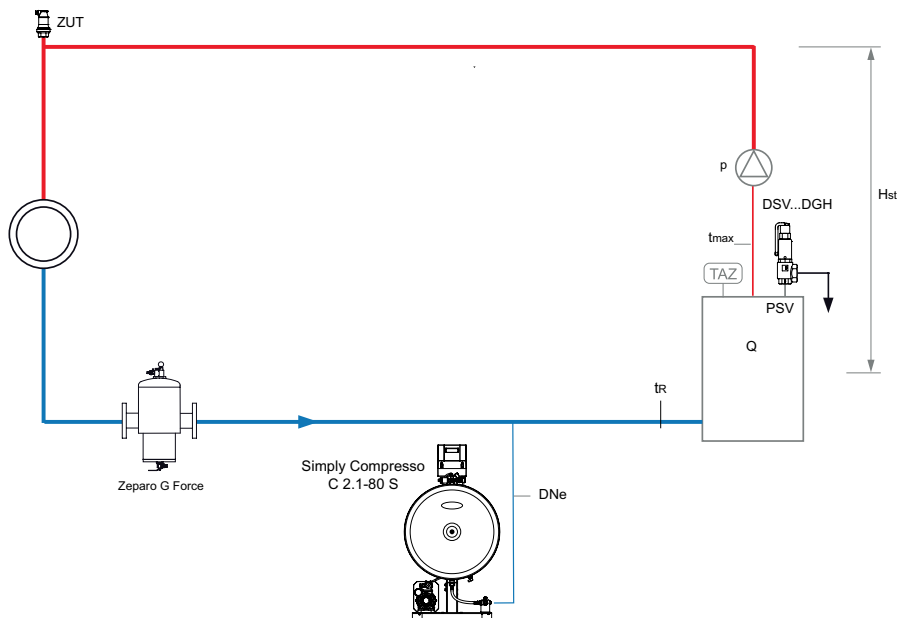 ZUT
p
Hst
DSV...DGH
tmax
TAZ
PSV
Q
tR
Simply Compresso
C 2.1-80 S
DNe
Zeparo G Force